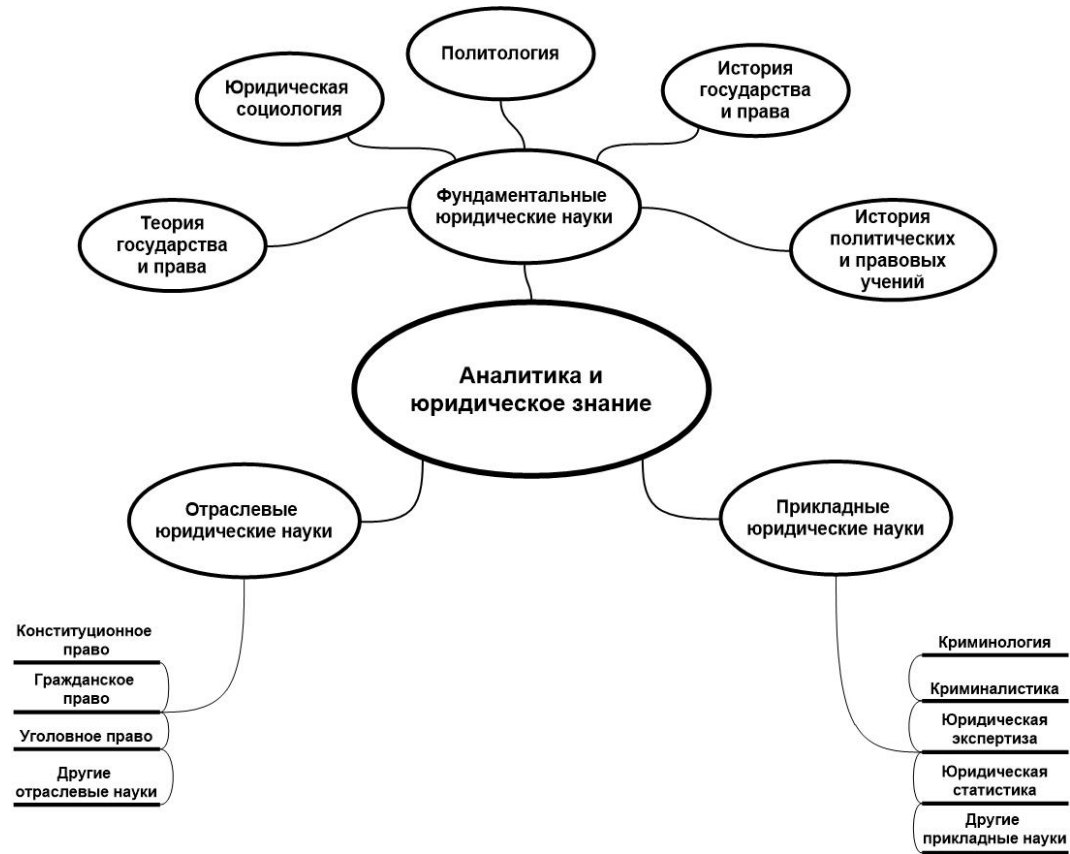 Политология
Юридическая
социология
История
государства
и права
Фундаментальные
юридические науки
Теория
государства
и права
История
политических
и правовых
учений
Аналитика и
юридическое знание
Отраслевые
юридические науки
Прикладные
юридические науки
Конституционное
право
Гражданское
право
Уголовное право
Другие
отраслевые науки
Криминология
Криминалистика
Юридическая
экспертиза
Юридическая
статистика
Другие
прикладные науки